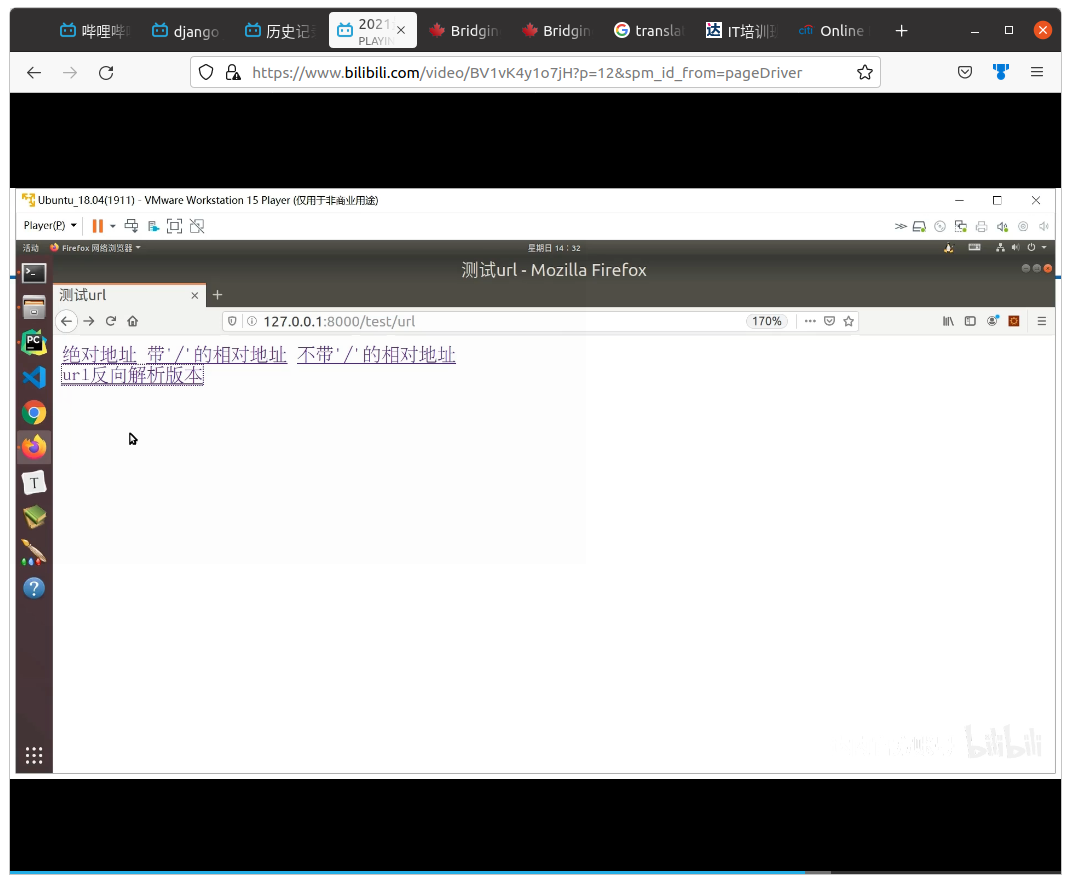 哔哩哔哩
django
历史记
2021
PLAYIN
Bridgin
Bridgin
translat
IT培训班
Online
https://www.bilibili.com/video/BV1vK4y1o7jH?p=12&spm_id_from=pageDriver
Ubuntu_18.04(1911) - VMware Workstation 15 Player (仅用于非商业用途)
Player(P)
活动
Firefox 网络浏览器
星期日 14：32
测试url - Mozilla Firefox
测试url
127.0.0.1:8000/test/url
170%
绝对地址 带'/'的相对地址 不带'/'的相对地址
url反向解析版本
bilibili